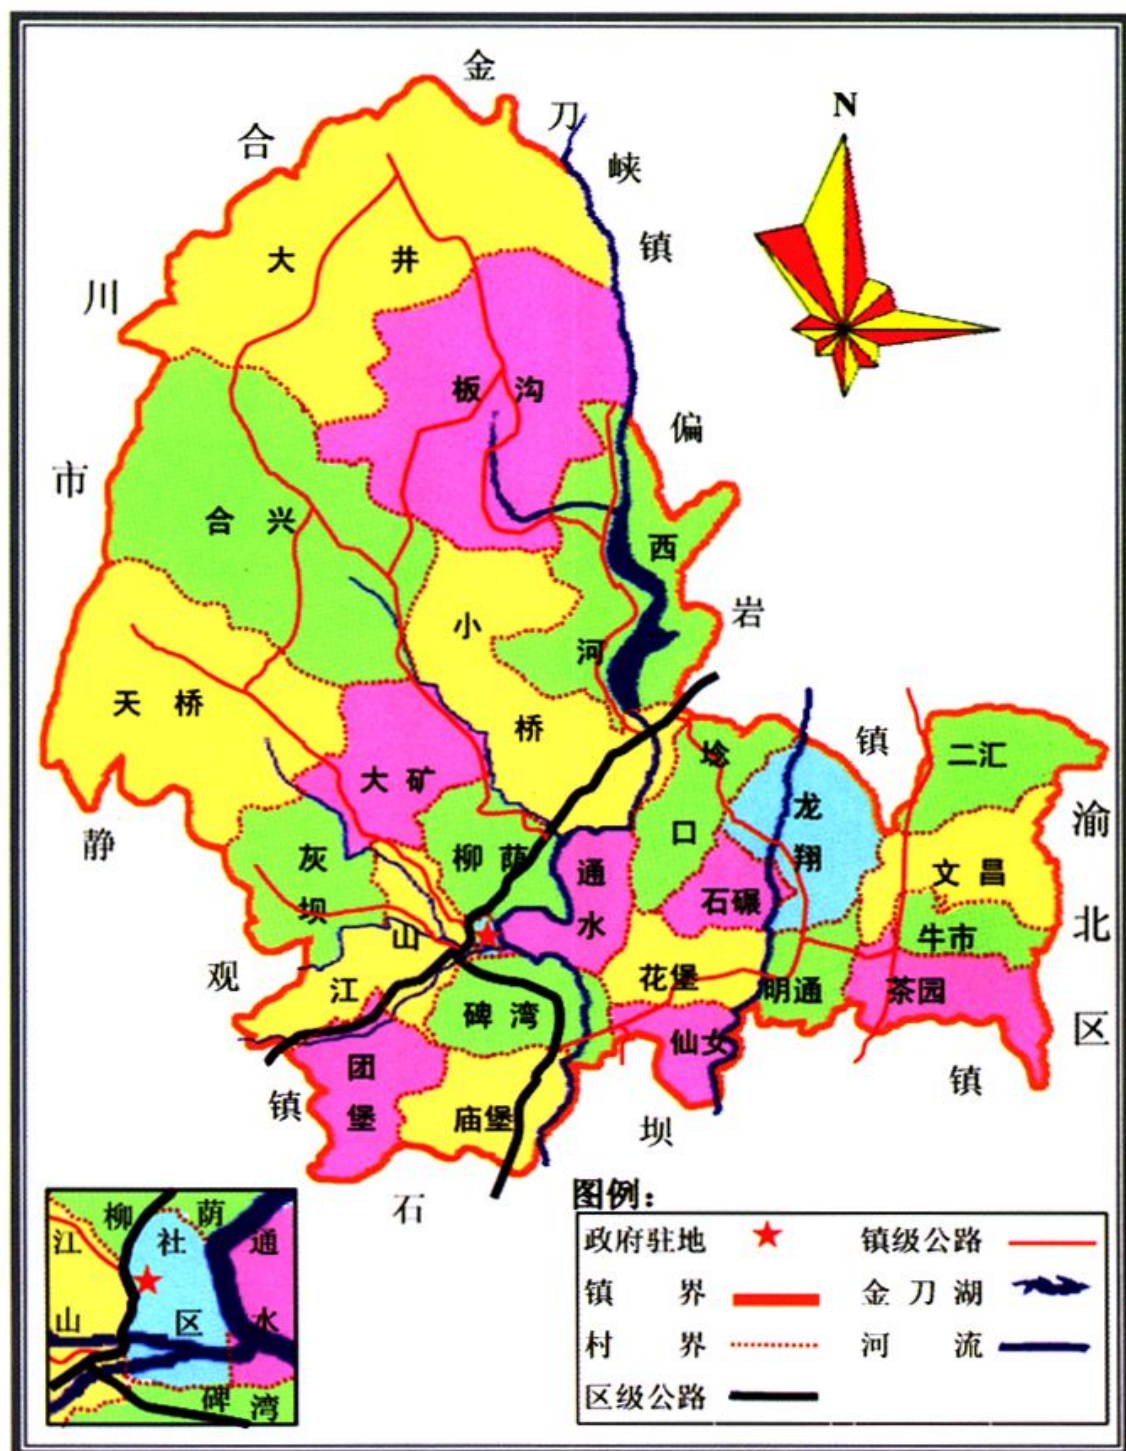 金刀峡镇
合川市
N
大井
板沟
偏岩镇
合兴
西河
小桥
天桥
大矿
埝口
龙翔
二汇
渝北区
静观镇
灰坝
柳荫
通水
石碾
文昌
牛市
江山
花堡
明通
茶园
碑湾
仙女
团堡
庙堡
石坝镇
柳荫
江山
社区
通水
碑湾
图例：
政府驻地 镇级公路
镇界 金刀湖
村界 河流
区级公路